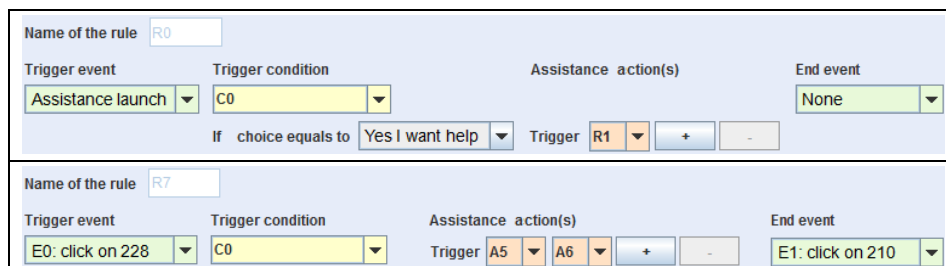 Name of the rule R0
Trigger event Trigger condition Assistance action(s) End event
Assistance launch C0 None
If choice equals to Yes I want help Trigger R1 + -
Name of the rule R7
Trigger event Trigger condition Assistance action(s) End event
E0: click on 228 C0 Trigger A5 A6 + - E1: click on 210